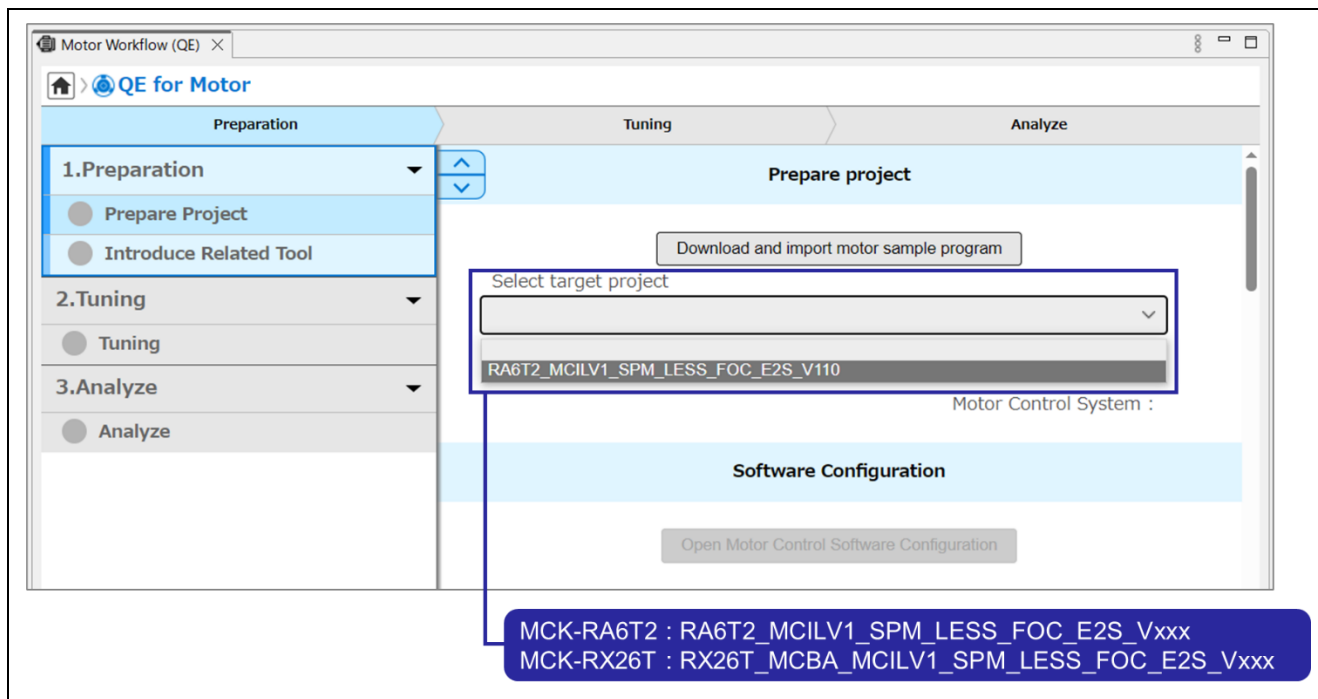 Motor Workflow (QE)
QE for Motor
Preparation
Tuning
Analyze
1.Preparation
Prepare Project
Introduce Related Tool
2.Tuning
Tuning
3.Analyze
Analyze
Prepare project
Download and import motor sample program
Select target project
RA6T2_MCILV1_SPM_LESS_FOC_E2S_V110
Motor Control System :
Software Configuration
Open Motor Control Software Configuration
MCK-RA6T2 : RA6T2_MCILV1_SPM_LESS_FOC_E2S_Vxxx
MCK-RX26T : RX26T_MCBA_MCILV1_SPM_LESS_FOC_E2S_Vxxx